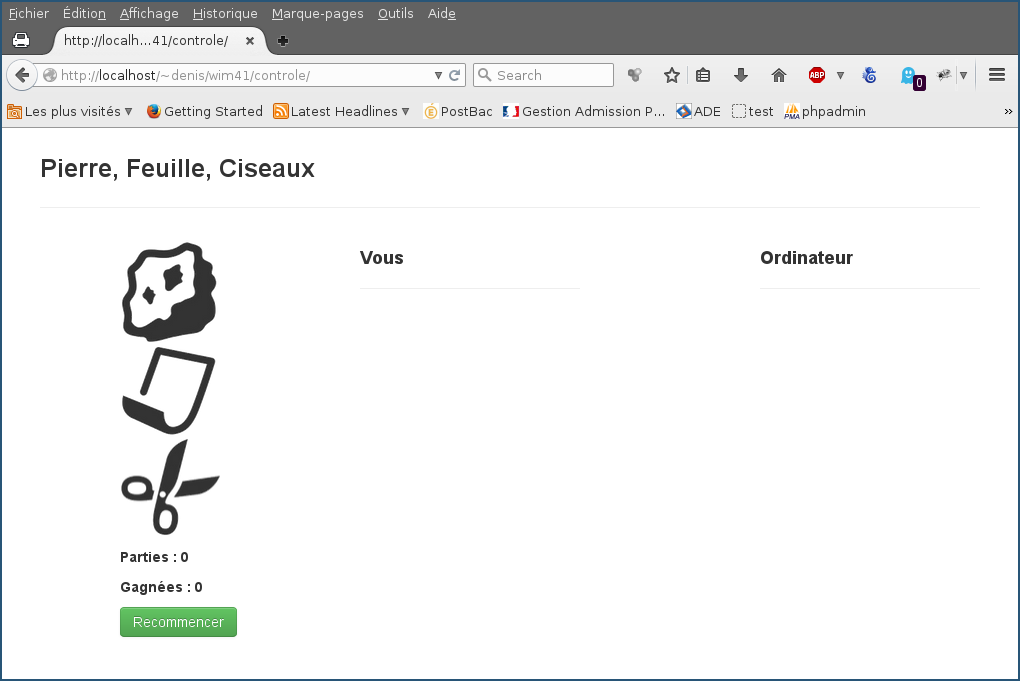 Fichier Édition Affichage Historique Marque-pages Outils Aide
http://localh...41/controle/
http://localhost/~denis/wim41/controle/ Search ABP 0
Les plus visités Getting Started Latest Headlines PostBac Gestion Admission P... ADE test PMA phpadmin »
Pierre, Feuille, Ciseaux
Vous Ordinateur
Parties : 0
Gagnées : 0
Recommencer